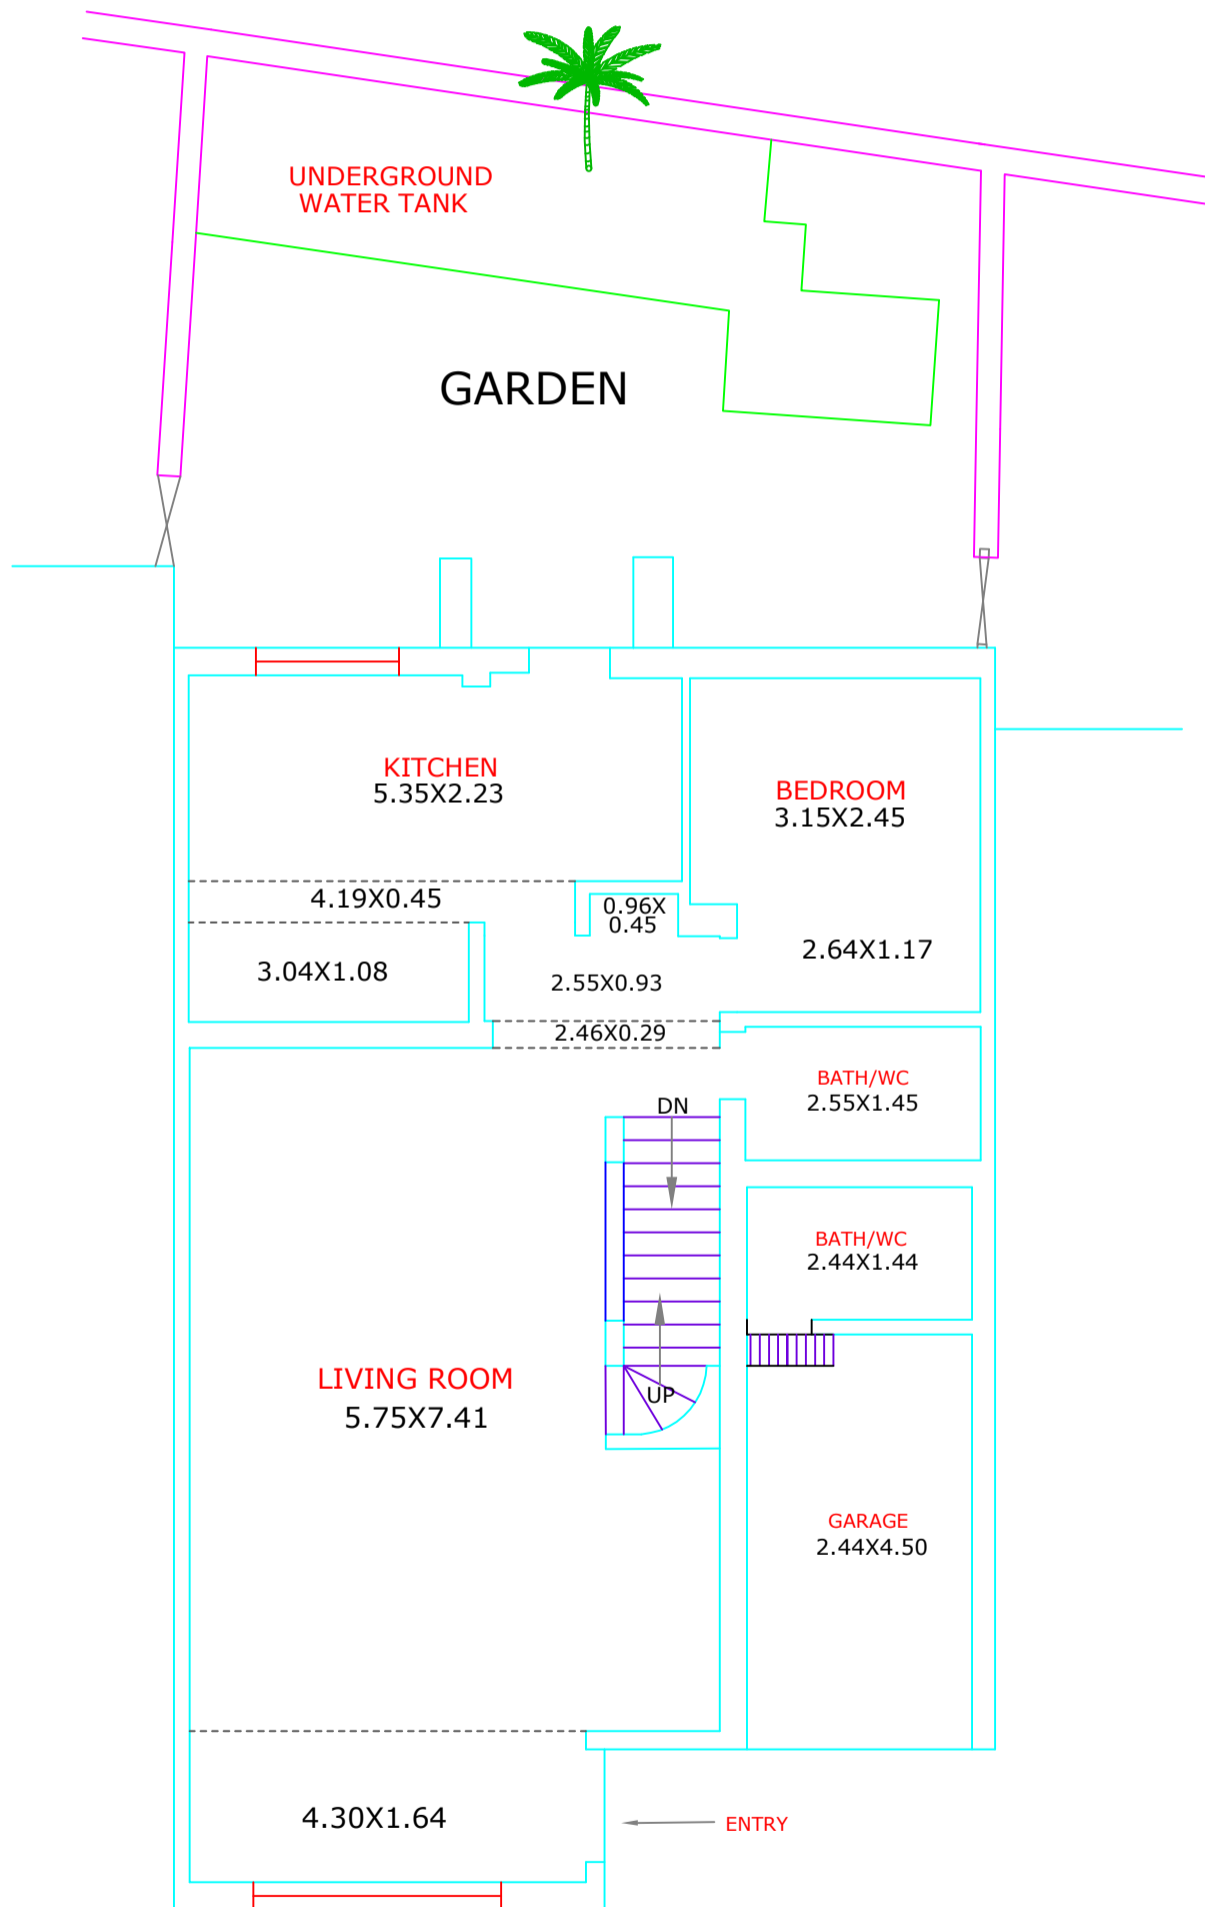 UNDERGROUND
WATER TANK
GARDEN
KITCHEN
5.35X2.23
BEDROOM
3.15X2.45
4.19X0.45
0.96X
0.45
2.64X1.17
3.04X1.08
2.55X0.93
2.46X0.29
BATH/WC
2.55X1.45
DN
BATH/WC
2.44X1.44
LIVING ROOM
5.75X7.41
UP
GARAGE
2.44X4.50
4.30X1.64
ENTRY